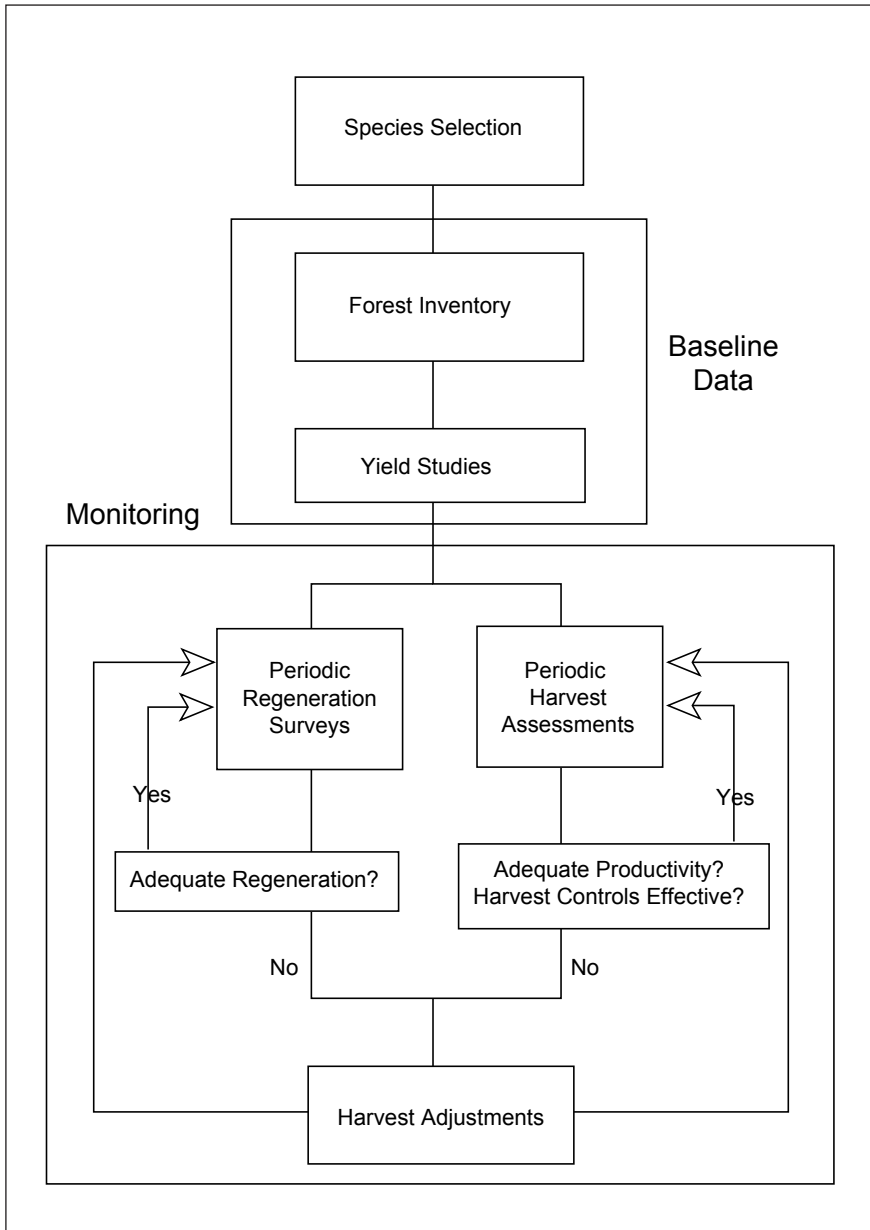 Species Selection
Forest Inventory
Baseline
Data
Yield Studies
Monitoring
Periodic
Regeneration
Surveys
Periodic
Harvest
Assessments
Yes
Yes
Adequate Regeneration?
Adequate Productivity?
Harvest Controls Effective?
No
No
Harvest Adjustments